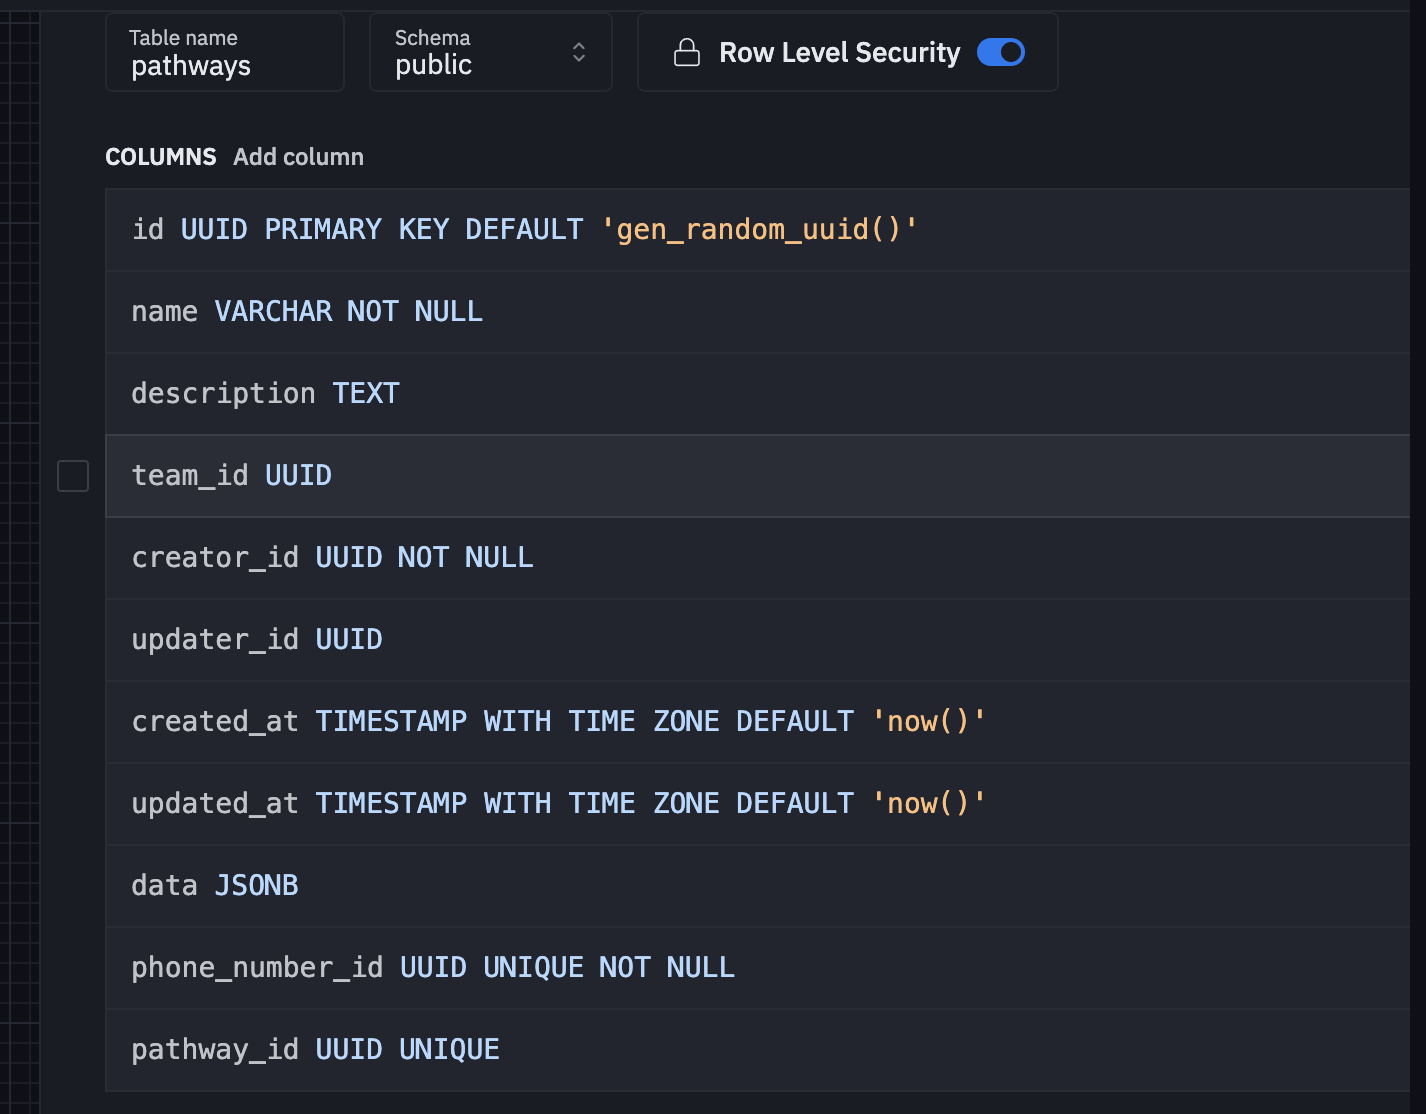 Table name
pathways
Schema
public
Row Level Security
COLUMNS Add column
id UUID PRIMARY KEY DEFAULT 'gen_random_uuid()'
name VARCHAR NOT NULL
description TEXT
team_id UUID
creator_id UUID NOT NULL
updater_id UUID
created_at TIMESTAMP WITH TIME ZONE DEFAULT 'now()'
updated_at TIMESTAMP WITH TIME ZONE DEFAULT 'now()'
data JSONB
phone_number_id UUID UNIQUE NOT NULL
pathway_id UUID UNIQUE